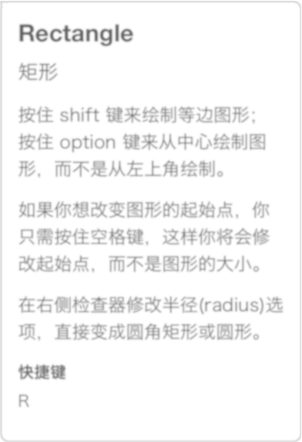 Rectangle
矩形
按住 shift 键来绘制等边图形；
按住 option 键来从中心绘制图
形，而不是从左上角绘制。
如果你想改变图形的起始点，你
只需按住空格键，这样你将会修
改起始点，而不是图形的大小。
在右侧检查器修改半径(radius)选
项，直接变成圆角矩形或圆形。
快捷键
R